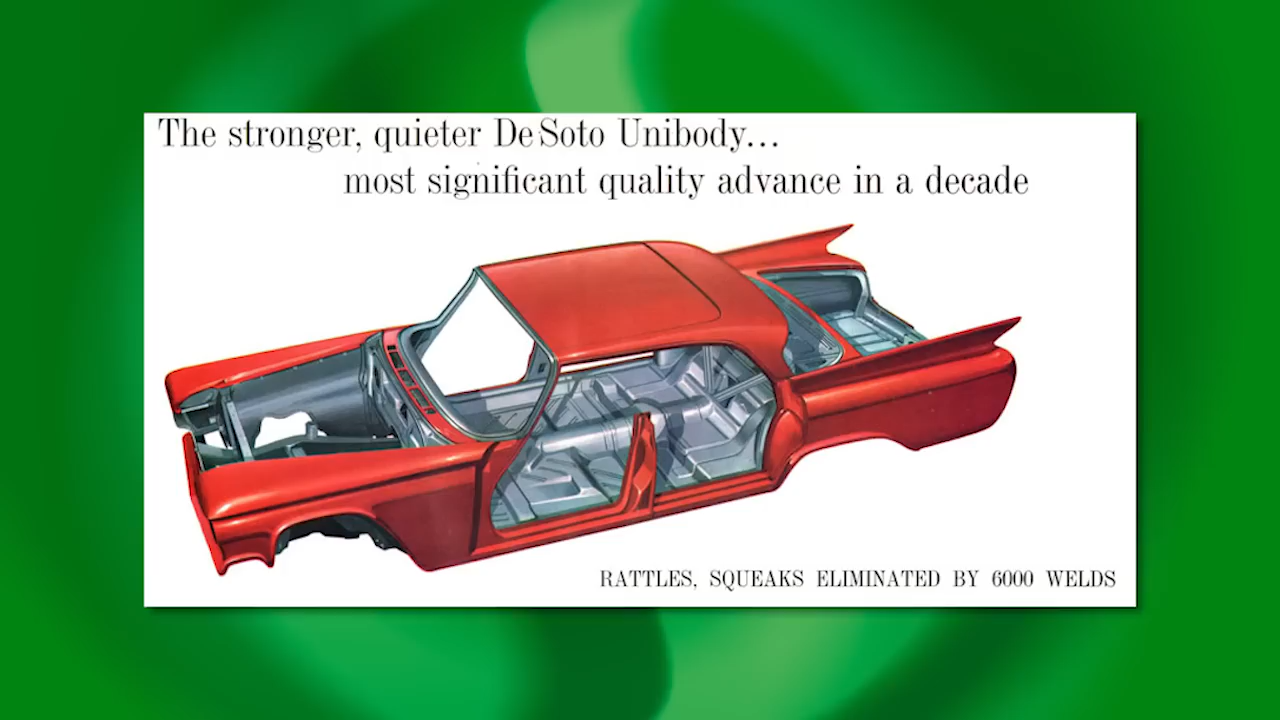 The stronger, quieter DeSoto Unibody...
most significant quality advance in a decade
RATTLES, SQUEAKS ELIMINATED BY 6000 WELDS